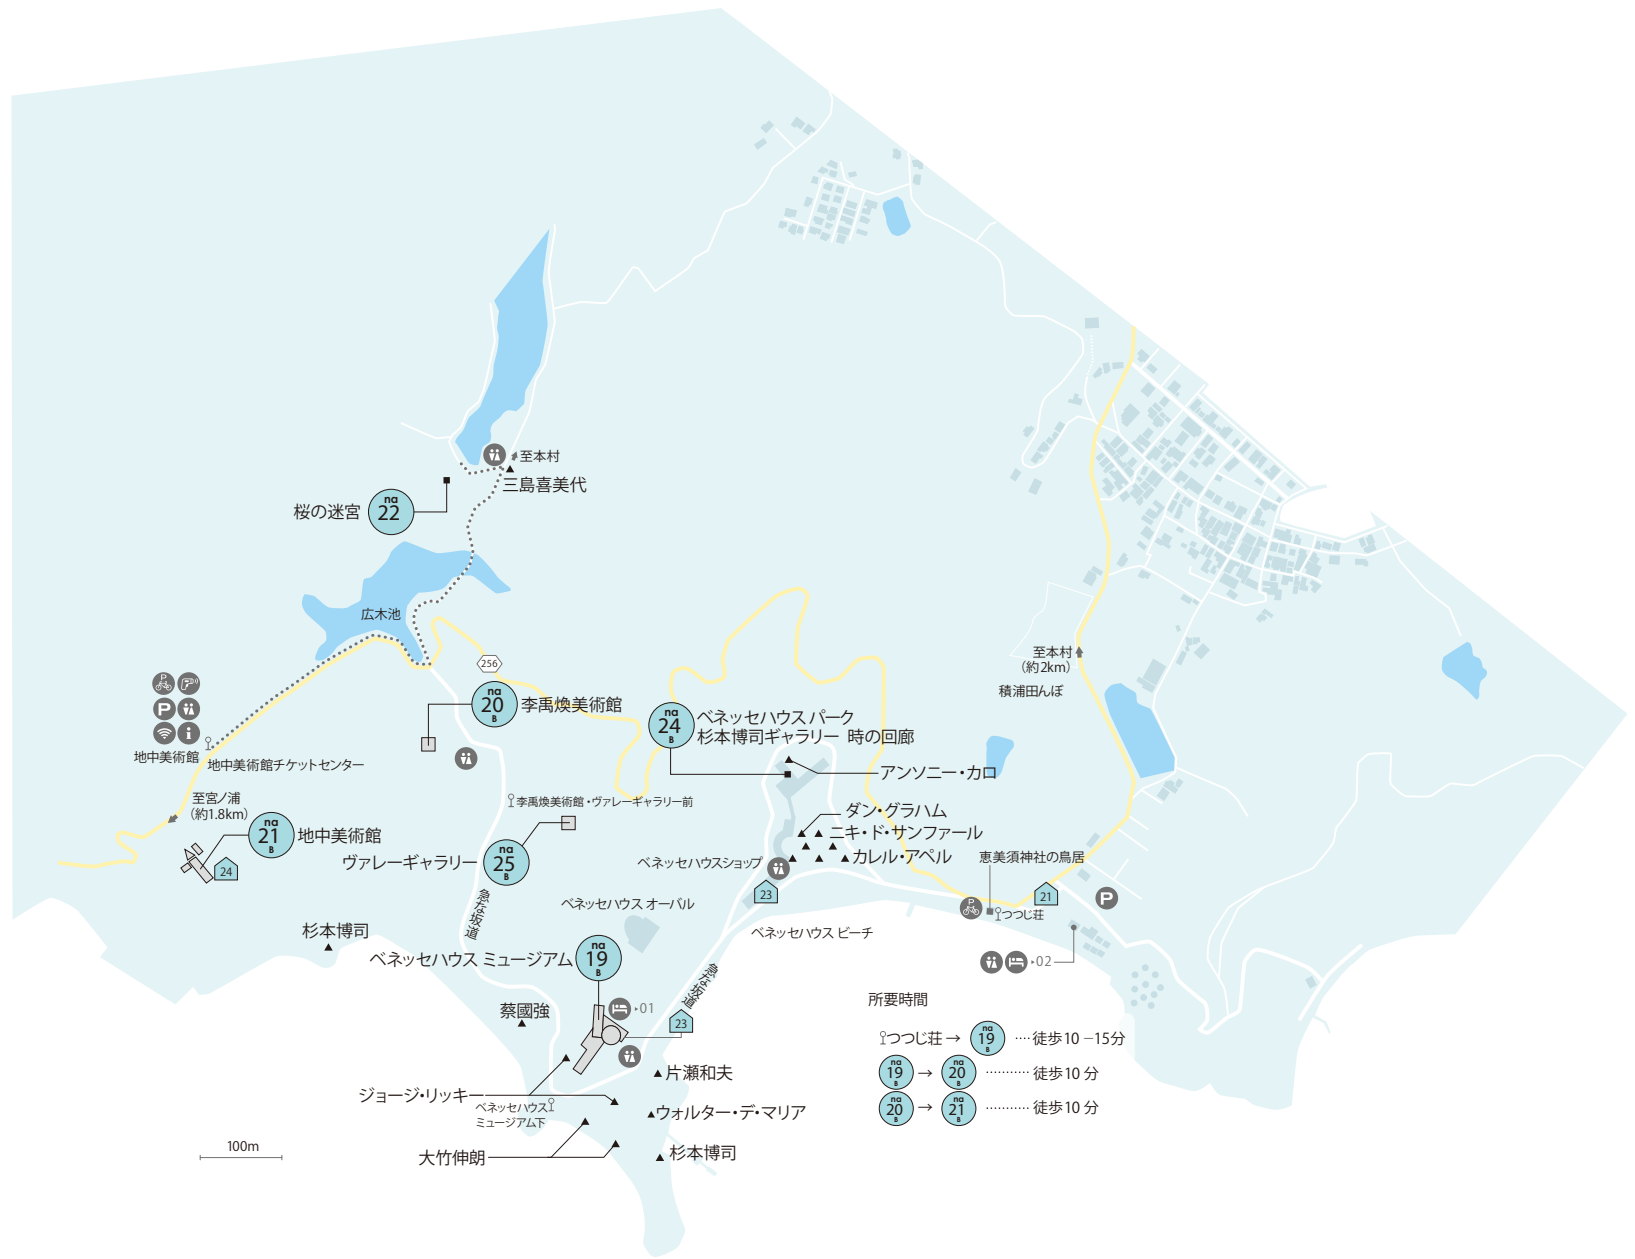 至本村
三島喜美代
桜の迷宮
na
22
広木池
256
na
20
B
李禹煥美術館
P
P
i
地中美術館
地中美術館チケットセンター
至宮ノ浦
(約1.8km)
na
21
B
地中美術館
24
na
24
B
ベネッセハウス パーク
杉本博司ギャラリー 時の回廊
アンソニー・カロ
李禹煥美術館・ヴァレーギャラリー前
ヴァレーギャラリー
na
25
B
ダン・グラハム
ニキ・ド・サンファール
カレル・アペル
ベネッセハウスショップ
23
至本村
(約2km)
積浦田んぼ
恵美須神社の鳥居
21
P
P
つつじ荘
▸02
急な坂道
ベネッセハウス オーバル
ベネッセハウス ビーチ
杉本博司
ベネッセハウス ミュージアム
na
19
B
急な坂道
蔡國強
▸01
23
片瀬和夫
ジョージ・リッキー
ベネッセハウス
ミュージアム下
ウォルター・デ・マリア
大竹伸朗
杉本博司
100m
所要時間
つつじ荘 → na 19 B ‥‥徒歩10 –15分
na 19 B → na 20 B ‥‥‥‥‥ 徒歩10 分
na 20 B → na 21 B ‥‥‥‥‥ 徒歩10 分